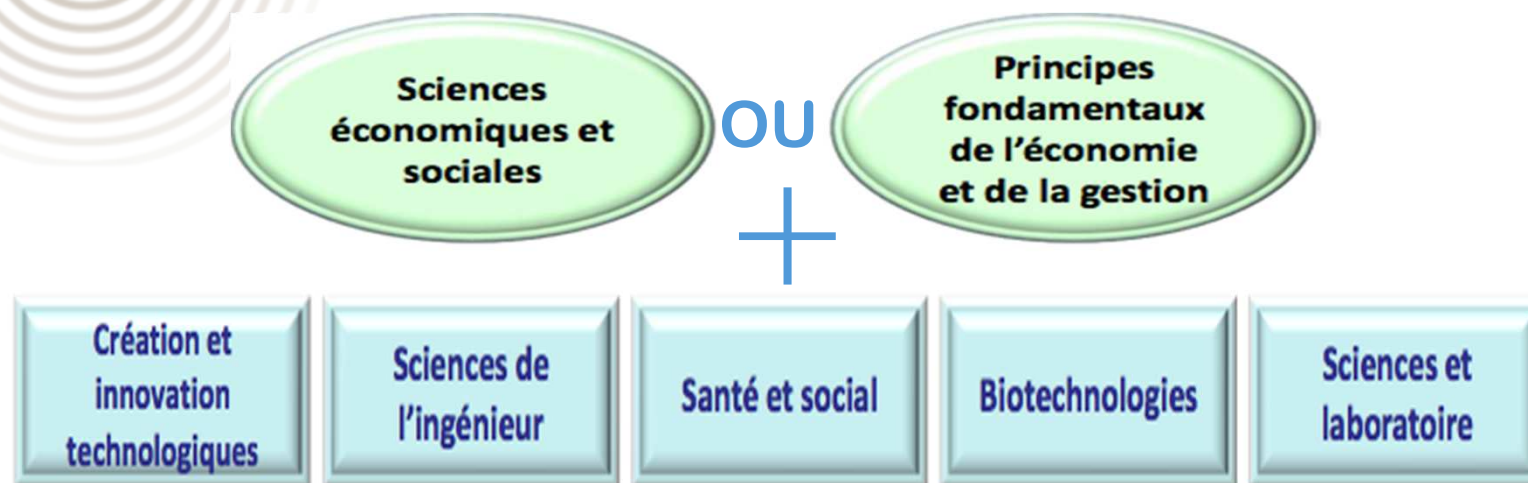 Sciences
économiques et
sociales
OU
Principes
fondamentaux
de l'économie
et de la gestion
+
Création et
innovation
technologiques
Sciences de
l'ingénieur
Santé et social
Biotechnologies
Sciences et
laboratoire